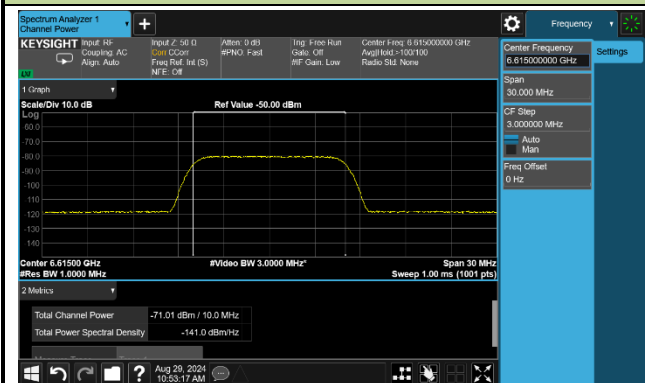 Spectrum Analyzer 1
Channel Power
+
Frequency
KEYSIGHT
Input: RF
Coupling: AC
Align: Auto
Input Z: 50 Ω
Corr CCorr
Freq Ref: Int (S)
NFE: Off
Atten: 0 dB
#PNO: Fast
Trig: Free Run
Gate: Off
#IF Gain: Low
Center Freq: 6.615000000 GHz
Avg|Hold:>100/100
Radio Std: None
Center Frequency
6.615000000 GHz
Settings
Span
30.000 MHz
CF Step
3.000000 MHz
Auto
Man
Freq Offset
0 Hz
1 Graph
Scale/Div 10.0 dB
Ref Value -50.00 dBm
Log
-60.0
-70.0
-80.0
-90.0
-100
-110
-120
-130
-140
Center 6.61500 GHz
#Video BW 3.0000 MHz*
Span 30 MHz
#Res BW 1.0000 MHz
Sweep 1.00 ms (1001 pts)
2 Metrics
Total Channel Power
-71.01 dBm / 10.0 MHz
Total Power Spectral Density
-141.0 dBm/Hz
?
Aug 29, 2024
10:53:17 AM